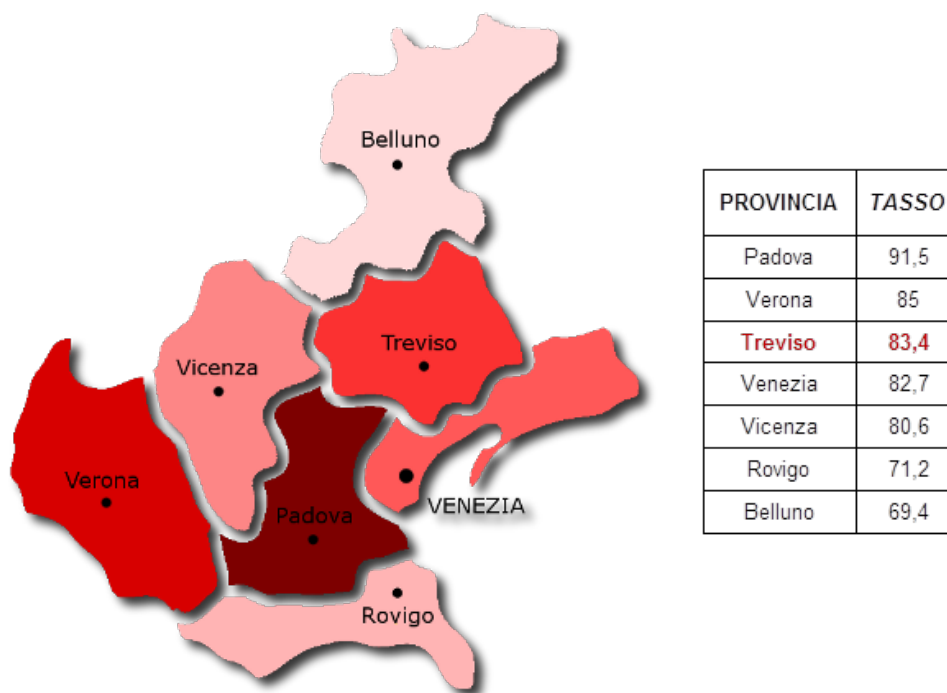 Belluno
Treviso
Vicenza
Verona
VENEZIA
Padova
Rovigo
PROVINCIA TASSO
Padova 91,5
Verona 85
Treviso 83,4
Venezia 82,7
Vicenza 80,6
Rovigo 71,2
Belluno 69,4